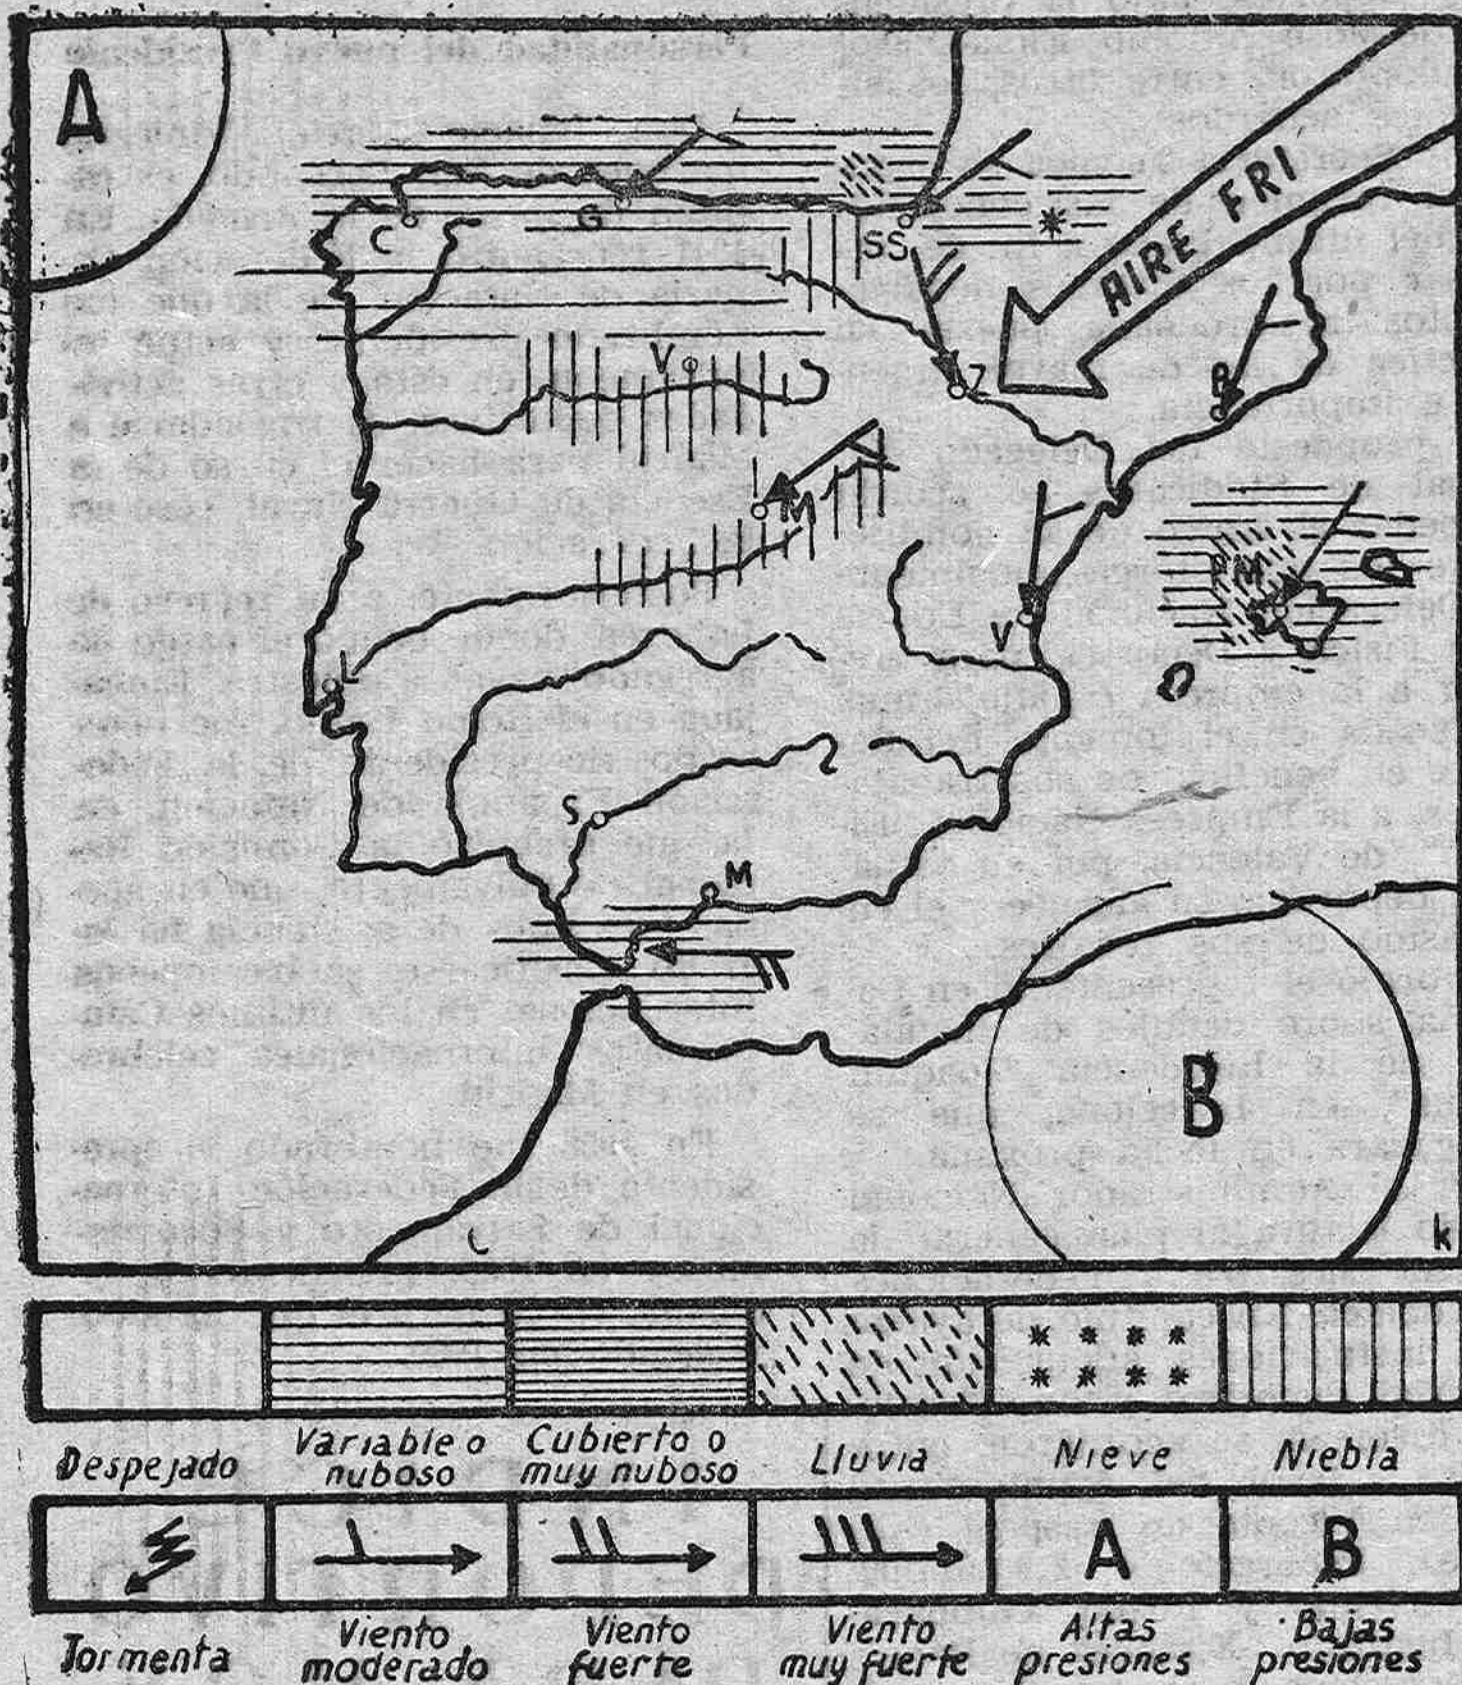 A
AIRE FRI
C
G
SS
Z
B
V
M
M
V
L
S
M
B
k
Despejado
Variable o nuboso
Cubierto o muy nuboso
Lluvia
Nieve
Niebla
A
B
Tormenta
Viento moderado
Viento fuerte
Viento muy fuerte
Altas presiones
Bajas presiones